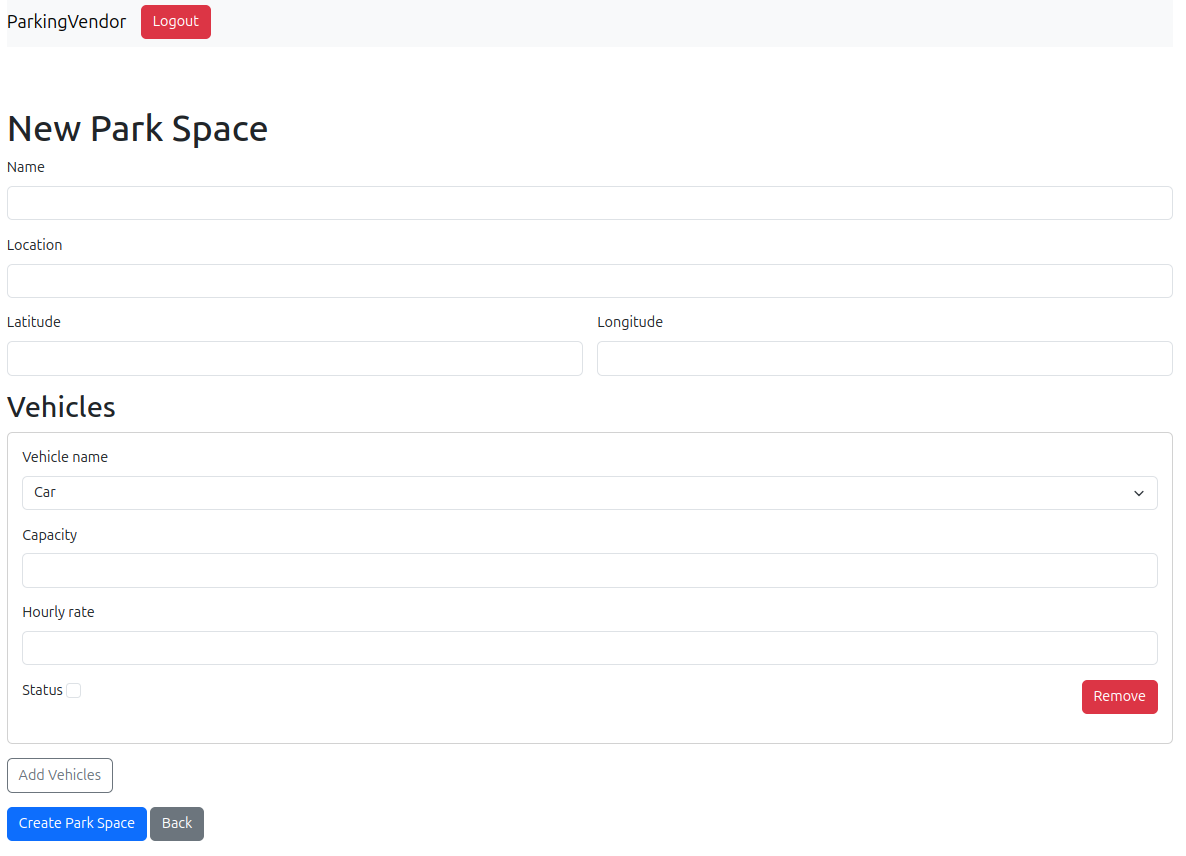 ParkingVendor Logout
New Park Space
Name
Location
Latitude Longitude
Vehicles
Vehicle name
Car
Capacity
Hourly rate
Status Remove
Add Vehicles
Create Park Space Back